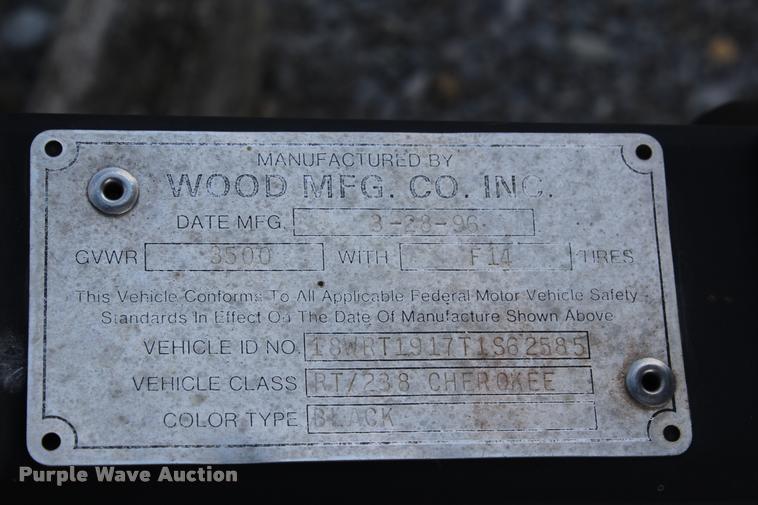 MANUFACTURED BY
WOOD MFG. CO. INC.
DATE MFG. 3-28-96
GVWR 3500 WITH F14 TIRES
This Vehicle Conforms To All Applicable Federal Motor Vehicle Safety
Standards In Effect On The Date Of Manufacture Shown Above
VEHICLE ID NO. 18WRT1917T1S62585
VEHICLE CLASS RT/238 CHEROKEE
COLOR TYPE BLACK
Purple Wave Auction